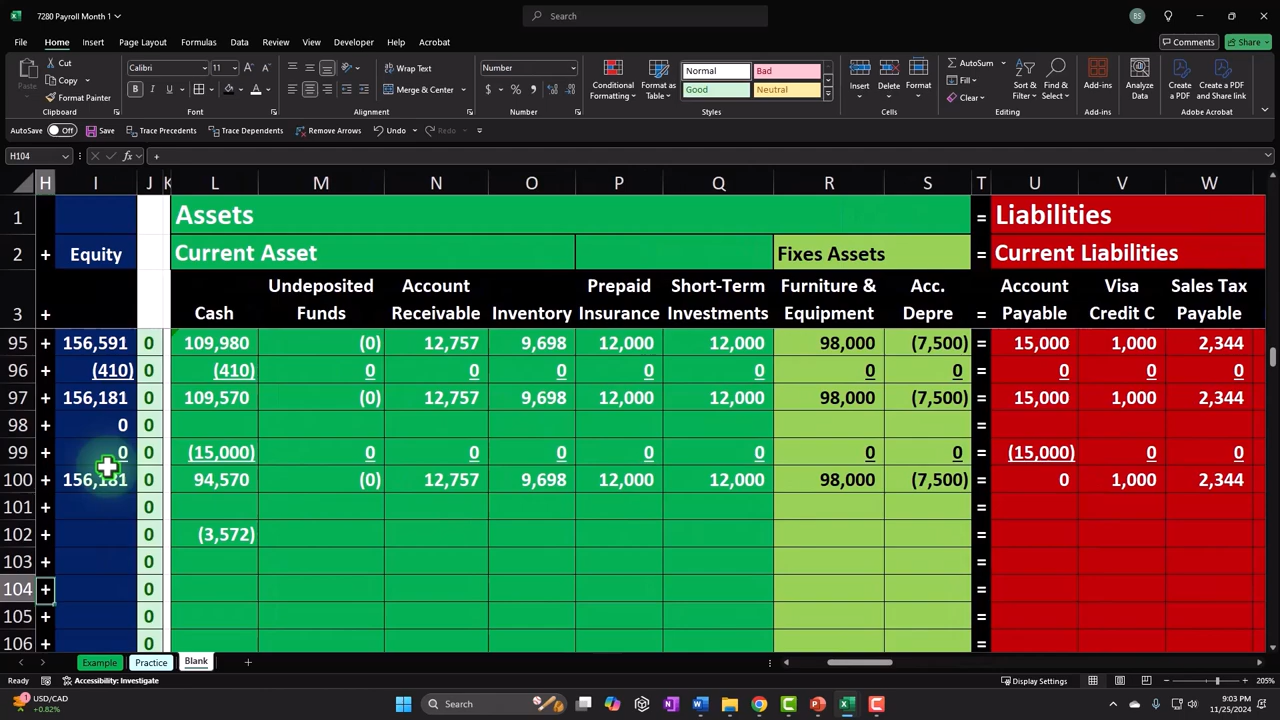 7280 Payroll Month 1
Search
BS
File Home Insert Page Layout Formulas Data Review View Developer Help Acrobat
Comments Share
Paste
Cut
Copy
Format Painter
Clipboard
Calibri 11
B I U
Font
Wrap Text
Merge & Center
Alignment
Number
$ % ,
Number
Conditional Formatting
Format as Table
Normal Bad
Good Neutral
Styles
Insert Delete Format
Cells
AutoSum
Fill
Clear
Sort & Filter
Find & Select
Editing
Add-ins
Add-ins
Analyze Data
Create a PDF
Create a PDF and Share link
Adobe Acrobat
AutoSave Off Save Trace Precedents Trace Dependents Remove Arrows Undo Redo
H104 fx +
H I J K L M N O P Q R S T U V W
1 Assets = Liabilities
2 + Equity Current Asset Fixes Assets = Current Liabilities
Undeposited Account Prepaid Short-Term Furniture & Acc. Account Visa Sales Tax
3 + Cash Funds Receivable Inventory Insurance Investments Equipment Depre = Payable Credit C Payable
95 + 156,591 0 109,980 (0) 12,757 9,698 12,000 12,000 98,000 (7,500) = 15,000 1,000 2,344
96 + (410) 0 (410) 0 0 0 0 0 0 0 = 0 0 0
97 + 156,181 0 109,570 (0) 12,757 9,698 12,000 12,000 98,000 (7,500) = 15,000 1,000 2,344
98 + 0 0 =
99 + 0 0 (15,000) 0 0 0 0 0 0 0 = (15,000) 0 0
100 + 156,181 0 94,570 (0) 12,757 9,698 12,000 12,000 98,000 (7,500) = 0 1,000 2,344
101 + 0 =
102 + 0 (3,572) =
103 + 0 =
104 + 0 =
105 + 0 =
106 + 0 =
Example Practice Blank +
Ready Accessibility: Investigate Display Settings 205%
USD/CAD
+0.82%
Search
9:03 PM
11/25/2024